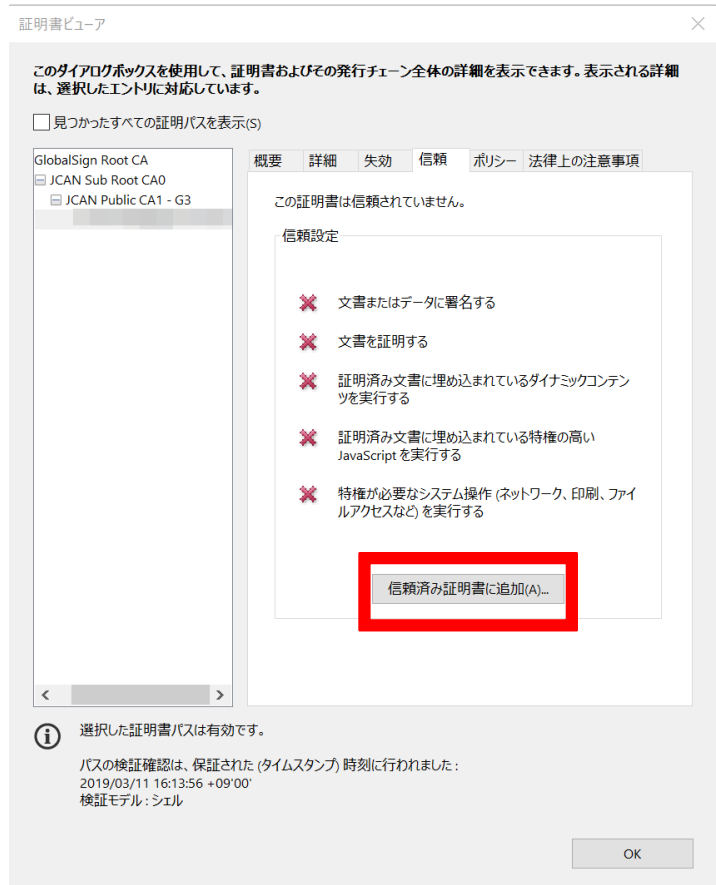 証明書ビューア
このダイアログボックスを使用して、証明書およびその発行チェーン全体の詳細を表示できます。表示される詳細
は、選択したエントリに対応しています。
見つかったすべての証明パスを表示(S)
GlobalSign Root CA
JCAN Sub Root CA0
JCAN Public CA1 - G3
概要 詳細 失効 信頼 ポリシー 法律上の注意事項
この証明書は信頼されていません。
信頼設定
文書またはデータに署名する
文書を証明する
証明済み文書に埋め込まれているダイナミックコンテン
ツを実行する
証明済み文書に埋め込まれている特権の高い
JavaScript を実行する
特権が必要なシステム操作 (ネットワーク、印刷、ファイ
ルアクセスなど) を実行する
信頼済み証明書に追加(A)...
選択した証明書パスは有効です。
パスの検証確認は、保証された (タイムスタンプ) 時刻に行われました :
2019/03/11 16:13:56 +09'00'
検証モデル : シェル
OK